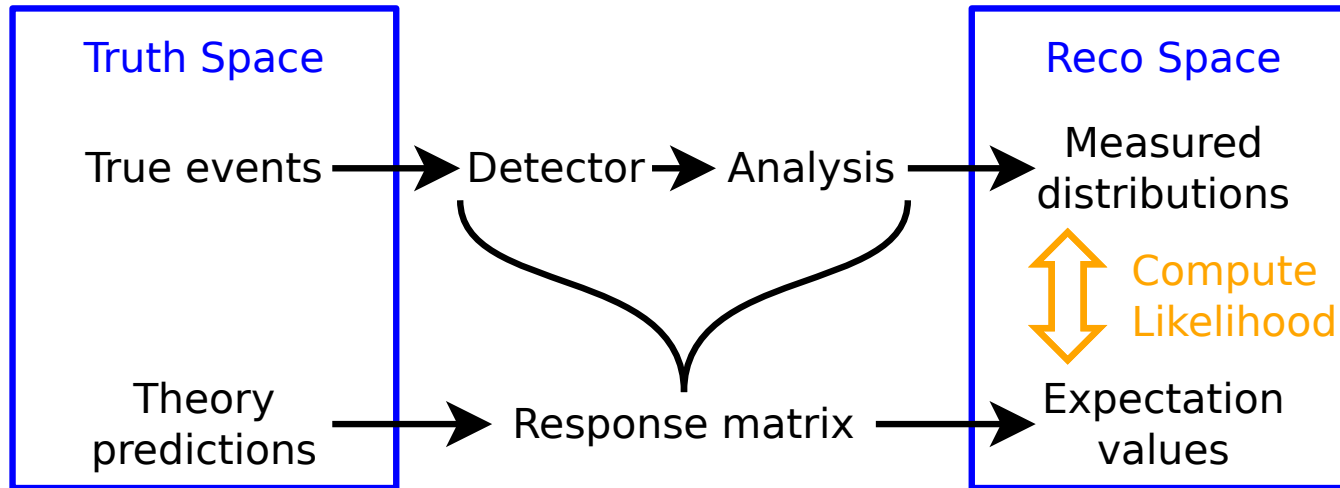 Truth Space
Reco Space
True events
Detector
Analysis
Measured
distributions
Compute
Likelihood
Theory
predictions
Response matrix
Expectation
values